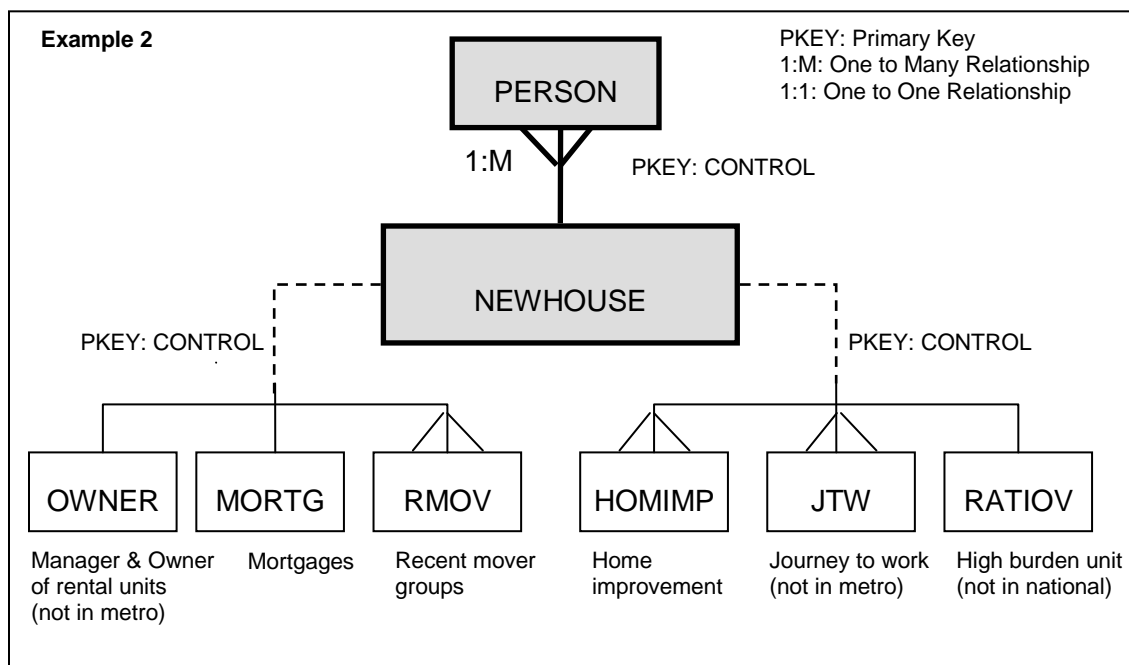 Example 2
PKEY: Primary Key
1:M: One to Many Relationship
1:1: One to One Relationship
PERSON
1:M
PKEY: CONTROL
NEWHOUSE
PKEY: CONTROL
PKEY: CONTROL
OWNER
MORTG
RMOV
HOMIMP
JTW
RATIOV
Manager & Owner
of rental units
(not in metro)
Mortgages
Recent mover
groups
Home
improvement
Journey to work
(not in metro)
High burden unit
(not in national)